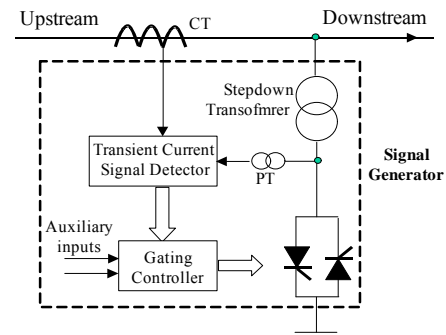 Upstream
CT
Downstream
Stepdown
Transofmrer
Transient Current
Signal Detector
PT
Signal
Generator
Auxiliary
inputs
Gating
Controller